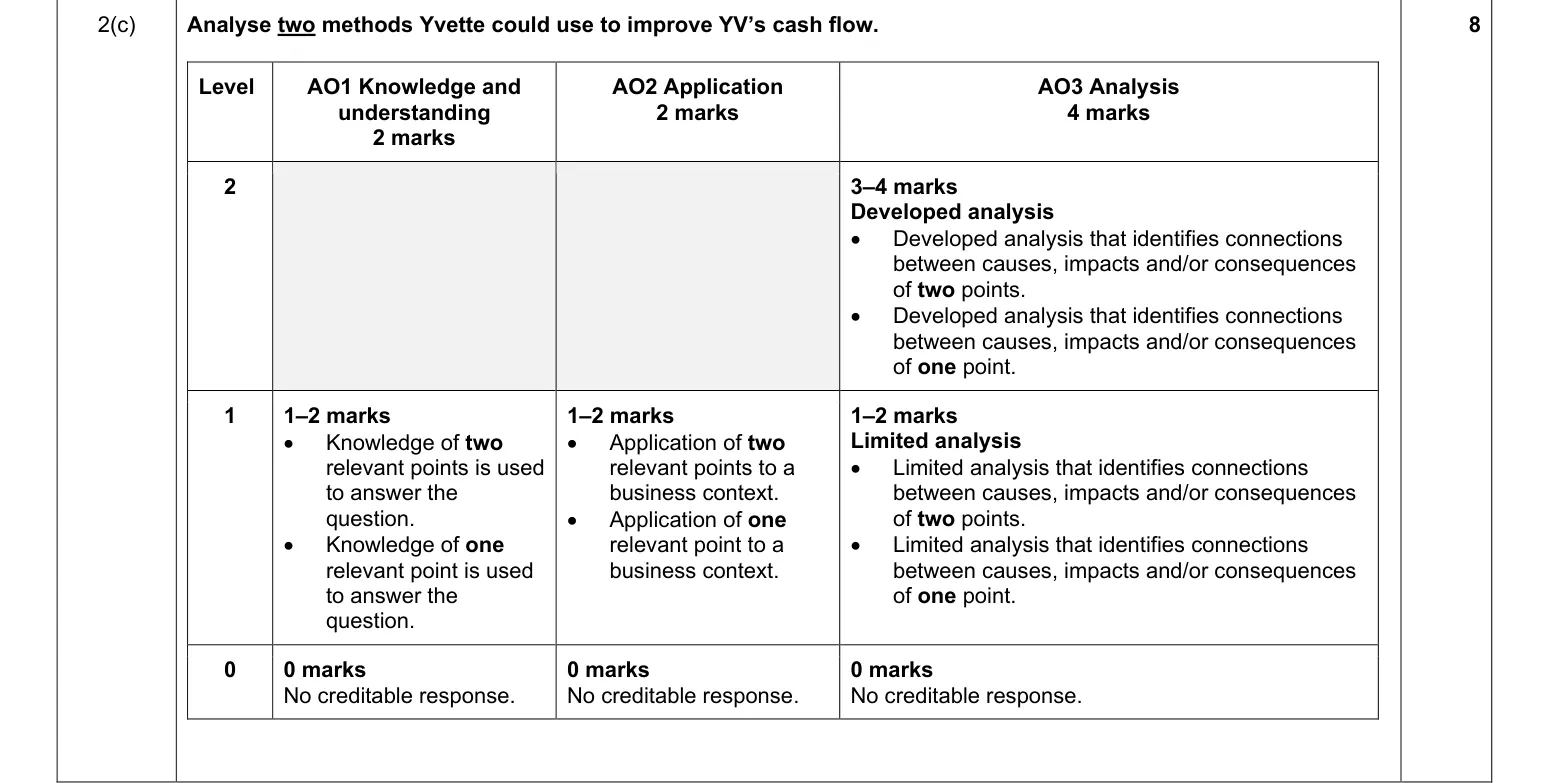 2(c) Analyse two methods Yvette could use to improve YV’s cash flow. 8
Level
AO1 Knowledge and
understanding
2 marks
AO2 Application
2 marks
AO3 Analysis
4 marks
2
3–4 marks
Developed analysis
• Developed analysis that identifies connections
between causes, impacts and/or consequences
of two points.
• Developed analysis that identifies connections
between causes, impacts and/or consequences
of one point.
1
1–2 marks
• Knowledge of two
relevant points is used
to answer the
question.
• Knowledge of one
relevant point is used
to answer the
question.
1–2 marks
• Application of two
relevant points to a
business context.
• Application of one
relevant point to a
business context.
1–2 marks
Limited analysis
• Limited analysis that identifies connections
between causes, impacts and/or consequences
of two points.
• Limited analysis that identifies connections
between causes, impacts and/or consequences
of one point.
0
0 marks
No creditable response.
0 marks
No creditable response.
0 marks
No creditable response.